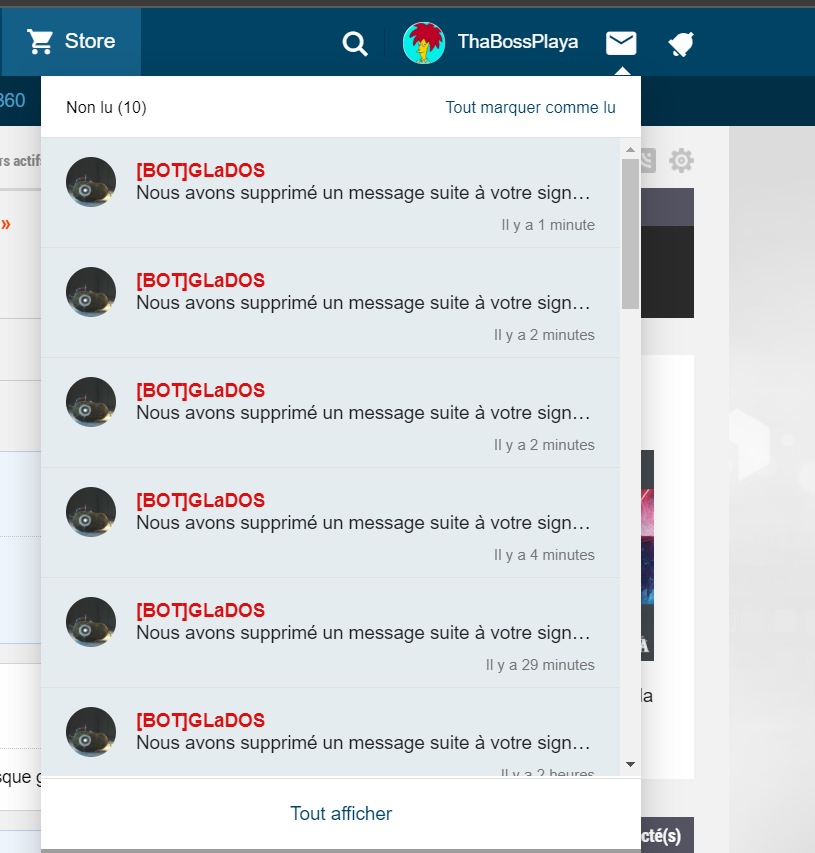 Store
ThaBossPlaya
360
Non lu (10)
Tout marquer comme lu
rs actifs
»
[BOT]GLaDOS
Nous avons supprimé un message suite à votre sign…
Il y a 1 minute
[BOT]GLaDOS
Nous avons supprimé un message suite à votre sign…
Il y a 2 minutes
[BOT]GLaDOS
Nous avons supprimé un message suite à votre sign…
Il y a 2 minutes
[BOT]GLaDOS
Nous avons supprimé un message suite à votre sign…
Il y a 4 minutes
[BOT]GLaDOS
Nous avons supprimé un message suite à votre sign…
Il y a 29 minutes
la
[BOT]GLaDOS
Nous avons supprimé un message suite à votre sign…
Il y a 2 heures
sque g
Tout afficher
cté(s)